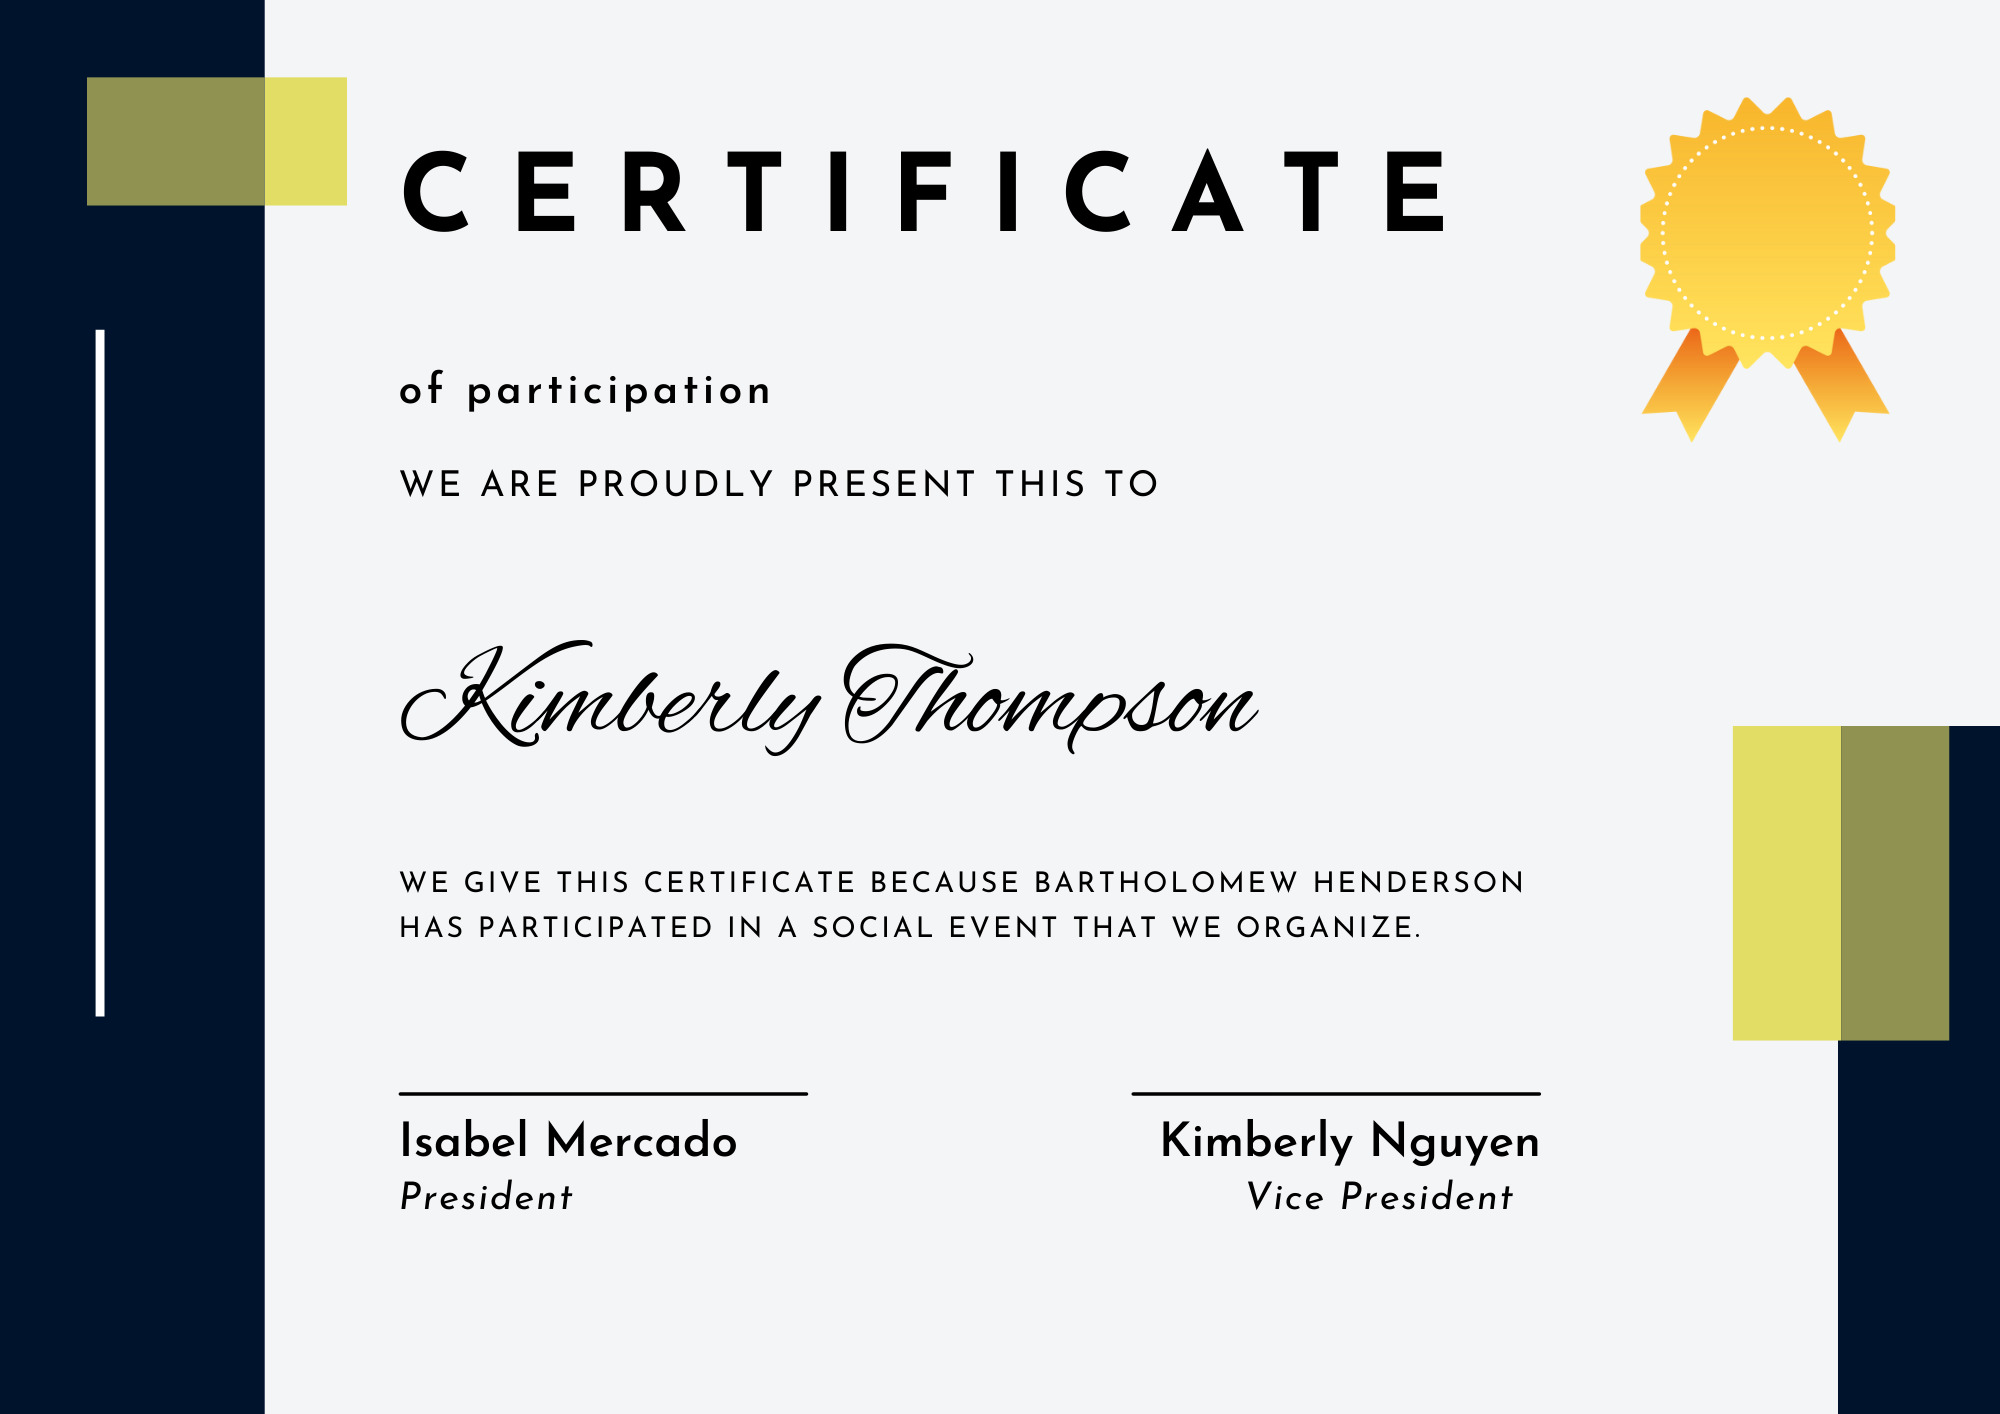 CERTIFICATE
of participation
WE ARE PROUDLY PRESENT THIS TO
Kimberly Thompson
WE GIVE THIS CERTIFICATE BECAUSE BARTHOLOMEW HENDERSON
HAS PARTICIPATED IN A SOCIAL EVENT THAT WE ORGANIZE.
Isabel Mercado
President
Kimberly Nguyen
Vice President